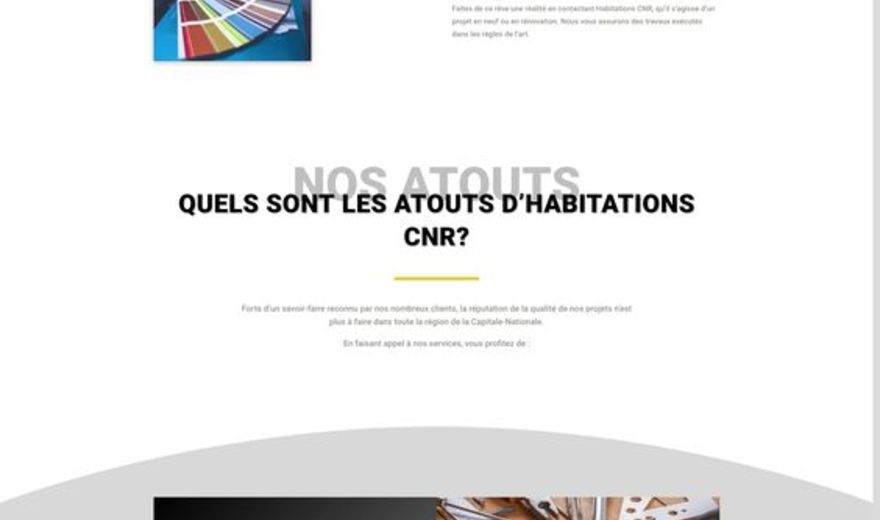 Faites de ce rêve une réalité en contactant Habitations CNR, qu'il s'agisse d'un
projet en neuf ou en rénovation. Nous vous assurons des travaux exécutés
dans les règles de l'art.
NOS ATOUTS
QUELS SONT LES ATOUTS D'HABITATIONS
CNR?
Forts d'un savoir-faire reconnu par nos nombreux clients, la réputation de la qualité de nos projets n'est
plus à faire dans toute la région de la Capitale-Nationale.
En faisant appel à nos services, vous profitez de :